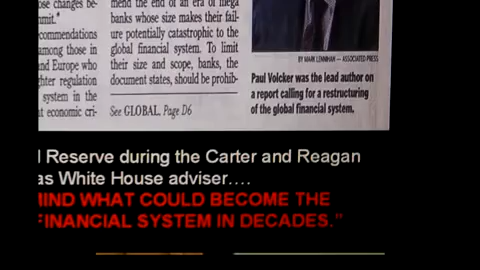 ose changes be-
mmit."
commendations
among those in
nd Europe who
ghter regulation
system in the
t economic cri-
mend the end of an era of mega
banks whose size makes their fail-
ure potentially catastrophic to the
global financial system. To limit
their size and scope, banks, the
document states, should be prohib-
See GLOBAL, Page D6
BY MARK LENNIHAN — ASSOCIATED PRESS
Paul Volcker was the lead author on
a report calling for a restructuring
of the global financial system.
l Reserve during the Carter and Reagan
as White House adviser….
IND WHAT COULD BECOME THE
FINANCIAL SYSTEM IN DECADES."